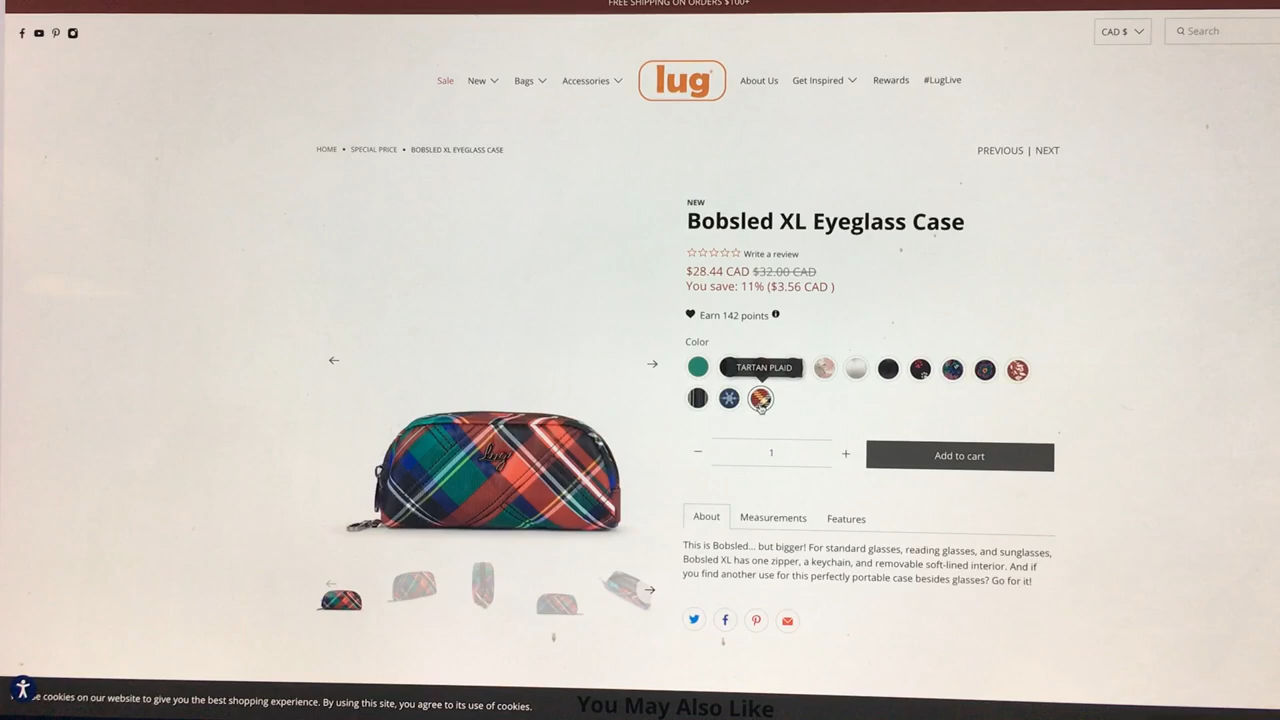 FREE SHIPPING ON ORDERS $100+
CAD $
Search
Sale
New
Bags
Accessories
lug
About Us
Get Inspired
Rewards
#LugLive
HOME • SPECIAL PRICE • BOBSLED XL EYEGLASS CASE
PREVIOUS | NEXT
NEW
Bobsled XL Eyeglass Case
Write a review
$28.44 CAD $32.00 CAD
You save: 11% ($3.56 CAD )
Earn 142 points
Color
TARTAN PLAID
Lug
− 1 +
Add to cart
About
Measurements
Features
This is Bobsled... but bigger! For standard glasses, reading glasses, and sunglasses,
Bobsled XL has one zipper, a keychain, and removable soft-lined interior. And if
you find another use for this perfectly portable case besides glasses? Go for it!
cookies on our website to give you the best shopping experience. By using this site, you agree to its use of cookies.
You May Also Like